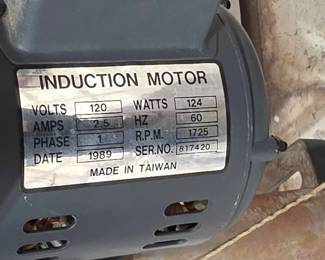 INDUCTION MOTOR
VOLTS 120 WATTS 124
AMPS 2.5 HZ 60
PHASE 1 R.P.M. 1725
DATE 1989 SER.NO. 817420
MADE IN TAIWAN